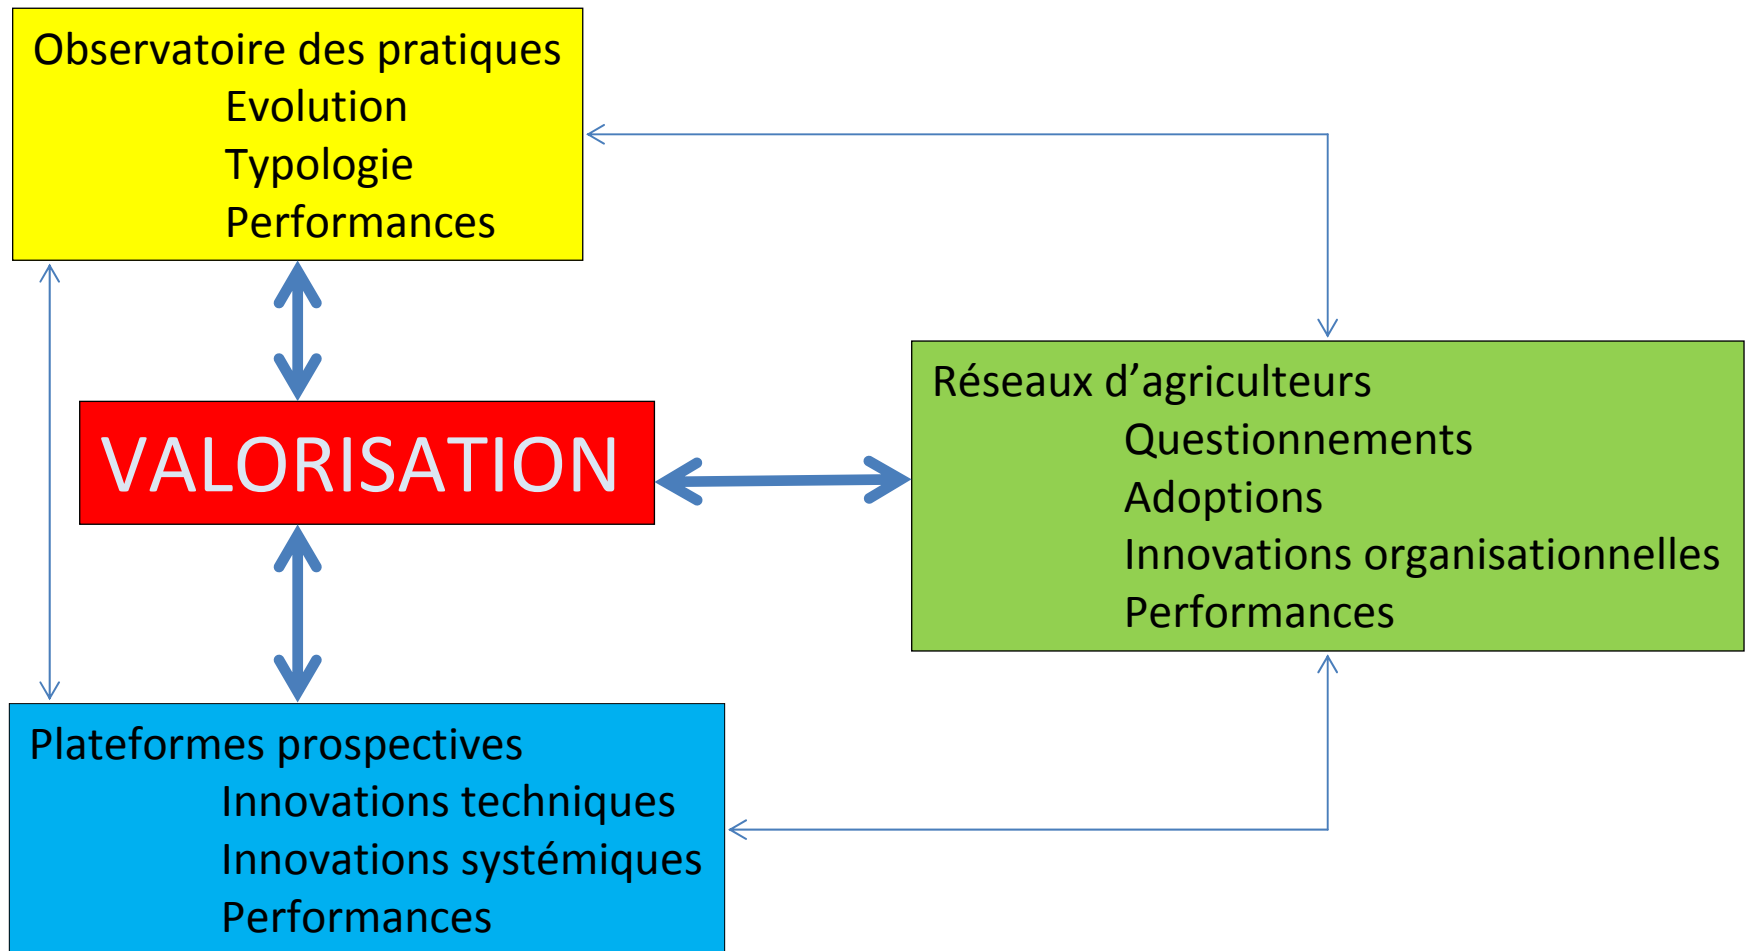 Observatoire des pratiques
Evolution
Typologie
Performances
VALORISATION
Réseaux d’agriculteurs
Questionnements
Adoptions
Innovations organisationnelles
Performances
Plateformes prospectives
Innovations techniques
Innovations systémiques
Performances